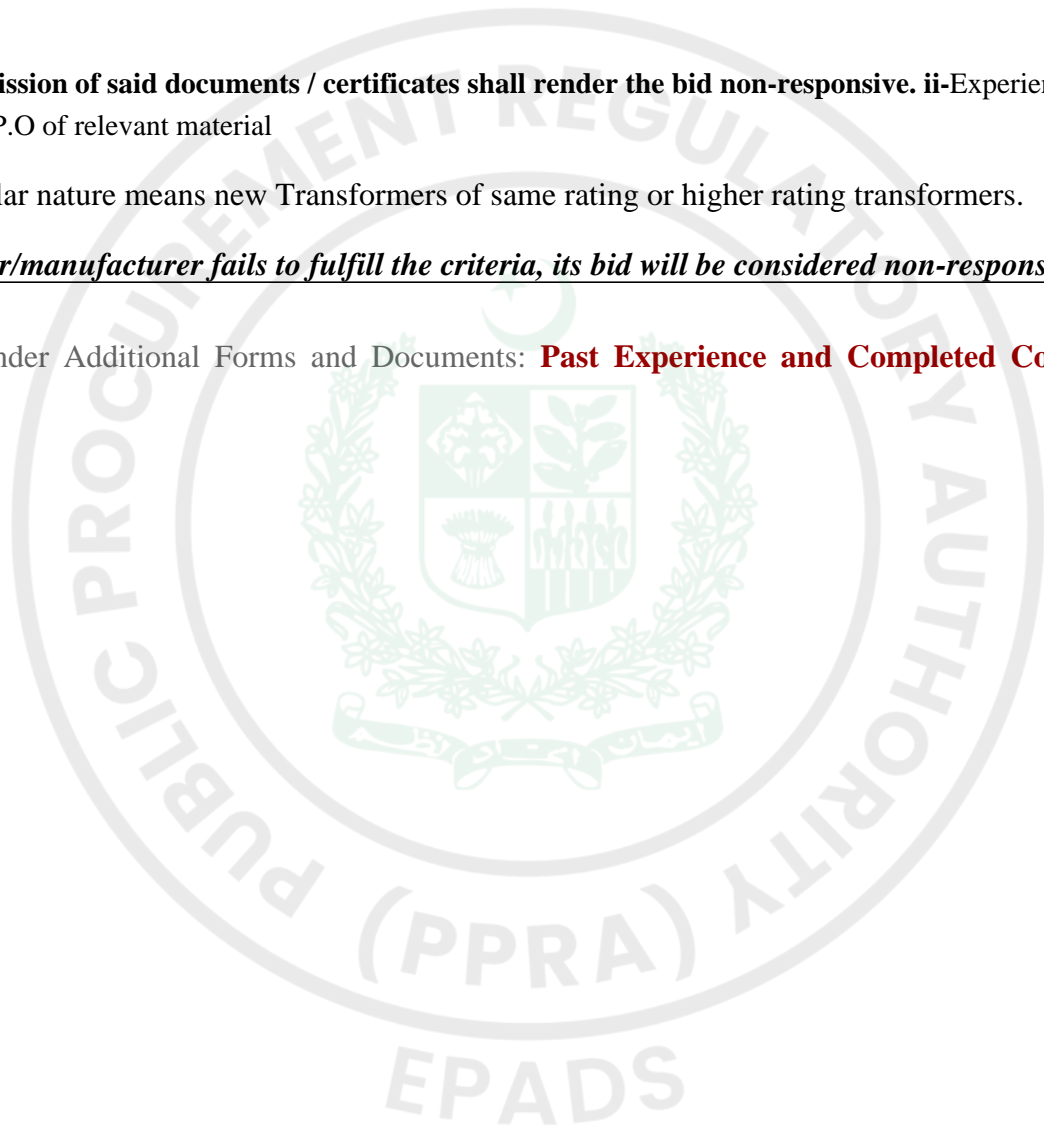 ission of said documents / certificates shall render the bid non-responsive. ii-Experien
P.O of relevant material
lar nature means new Transformers of same rating or higher rating transformers.
r/manufacturer fails to fulfill the criteria, its bid will be considered non-respons
nder Additional Forms and Documents: Past Experience and Completed Co
PUBLIC PROCUREMENT REGULATORY AUTHORITY
(PPRA)
EPADS